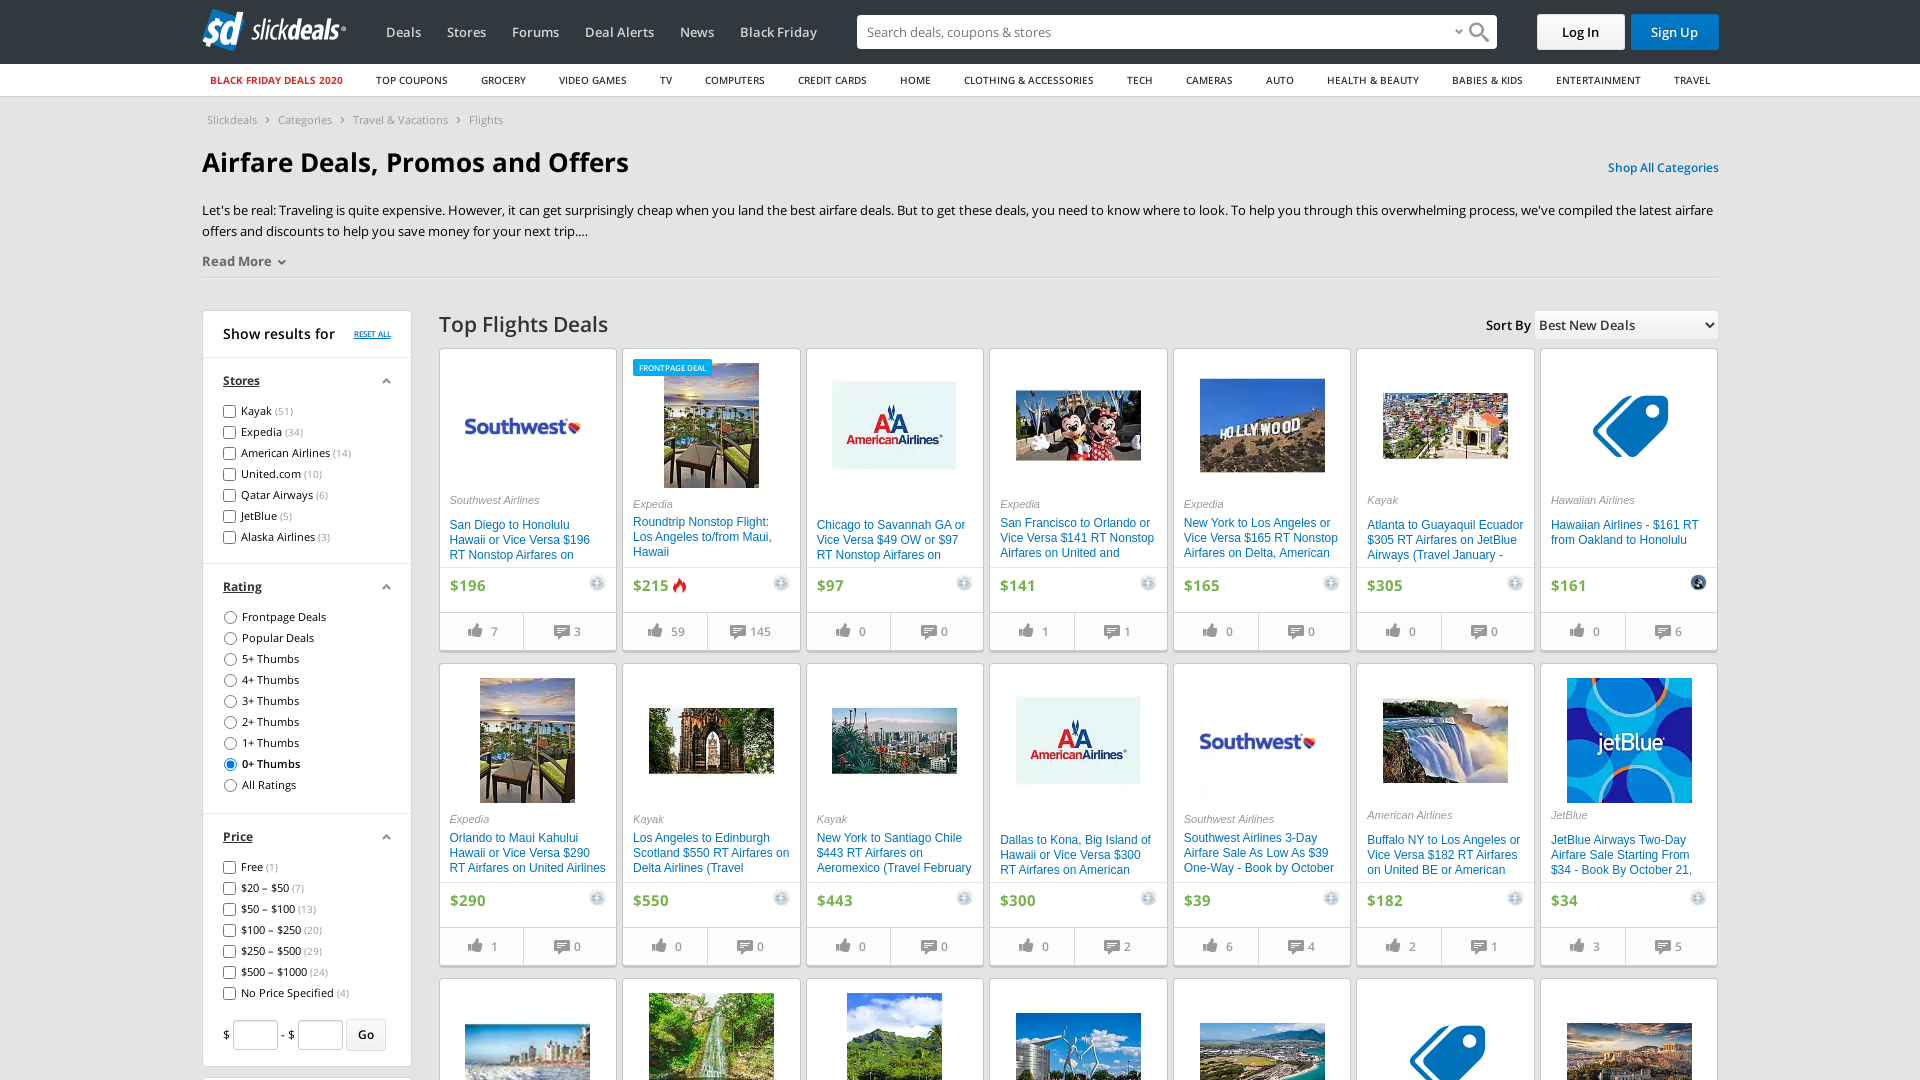 sd slickdeals
Deals
Stores
Forums
Deal Alerts
News
Black Friday
Search deals, coupons & stores
Log In
Sign Up
BLACK FRIDAY DEALS 2020
TOP COUPONS
GROCERY
VIDEO GAMES
TV
COMPUTERS
CREDIT CARDS
HOME
CLOTHING & ACCESSORIES
TECH
CAMERAS
AUTO
HEALTH & BEAUTY
BABIES & KIDS
ENTERTAINMENT
TRAVEL
Slickdeals › Categories › Travel & Vacations › Flights
Airfare Deals, Promos and Offers
Shop All Categories
Let's be real: Traveling is quite expensive. However, it can get surprisingly cheap when you land the best airfare deals. But to get these deals, you need to know where to look. To help you through this overwhelming process, we've compiled the latest airfare
offers and discounts to help you save money for your next trip....
Read More
Show results for
RESET ALL
Stores
Kayak (51)
Expedia (34)
American Airlines (14)
United.com (10)
Qatar Airways (6)
JetBlue (5)
Alaska Airlines (3)
Rating
Frontpage Deals
Popular Deals
5+ Thumbs
4+ Thumbs
3+ Thumbs
2+ Thumbs
1+ Thumbs
0+ Thumbs
All Ratings
Price
Free (1)
$20 – $50 (7)
$50 – $100 (13)
$100 – $250 (20)
$250 – $500 (29)
$500 – $1000 (24)
No Price Specified (4)
$ - $ Go
Top Flights Deals
Sort By Best New Deals
Southwest
Southwest Airlines
San Diego to Honolulu
Hawaii or Vice Versa $196
RT Nonstop Airfares on
$196
7
3
FRONTPAGE DEAL
Expedia
Roundtrip Nonstop Flight:
Los Angeles to/from Maui,
Hawaii
$215
59
145
AA
American Airlines
Chicago to Savannah GA or
Vice Versa $49 OW or $97
RT Nonstop Airfares on
$97
0
0
Expedia
San Francisco to Orlando or
Vice Versa $141 RT Nonstop
Airfares on United and
$141
1
1
HOLLYWOOD
Expedia
New York to Los Angeles or
Vice Versa $165 RT Nonstop
Airfares on Delta, American
$165
0
0
Kayak
Atlanta to Guayaquil Ecuador
$305 RT Airfares on JetBlue
Airways (Travel January -
$305
0
0
Hawaiian Airlines
Hawaiian Airlines - $161 RT
from Oakland to Honolulu
$161
0
6
Expedia
Orlando to Maui Kahului
Hawaii or Vice Versa $290
RT Airfares on United Airlines
$290
1
0
Kayak
Los Angeles to Edinburgh
Scotland $550 RT Airfares on
Delta Airlines (Travel
$550
0
0
Kayak
New York to Santiago Chile
$443 RT Airfares on
Aeromexico (Travel February
$443
0
0
AA
American Airlines
Dallas to Kona, Big Island of
Hawaii or Vice Versa $300
RT Airfares on American
$300
0
2
Southwest
Southwest Airlines
Southwest Airlines 3-Day
Airfare Sale As Low As $39
One-Way - Book by October
$39
6
4
American Airlines
Buffalo NY to Los Angeles or
Vice Versa $182 RT Airfares
on United BE or American
$182
2
1
jetBlue
JetBlue
JetBlue Airways Two-Day
Airfare Sale Starting From
$34 - Book By October 21,
$34
3
5